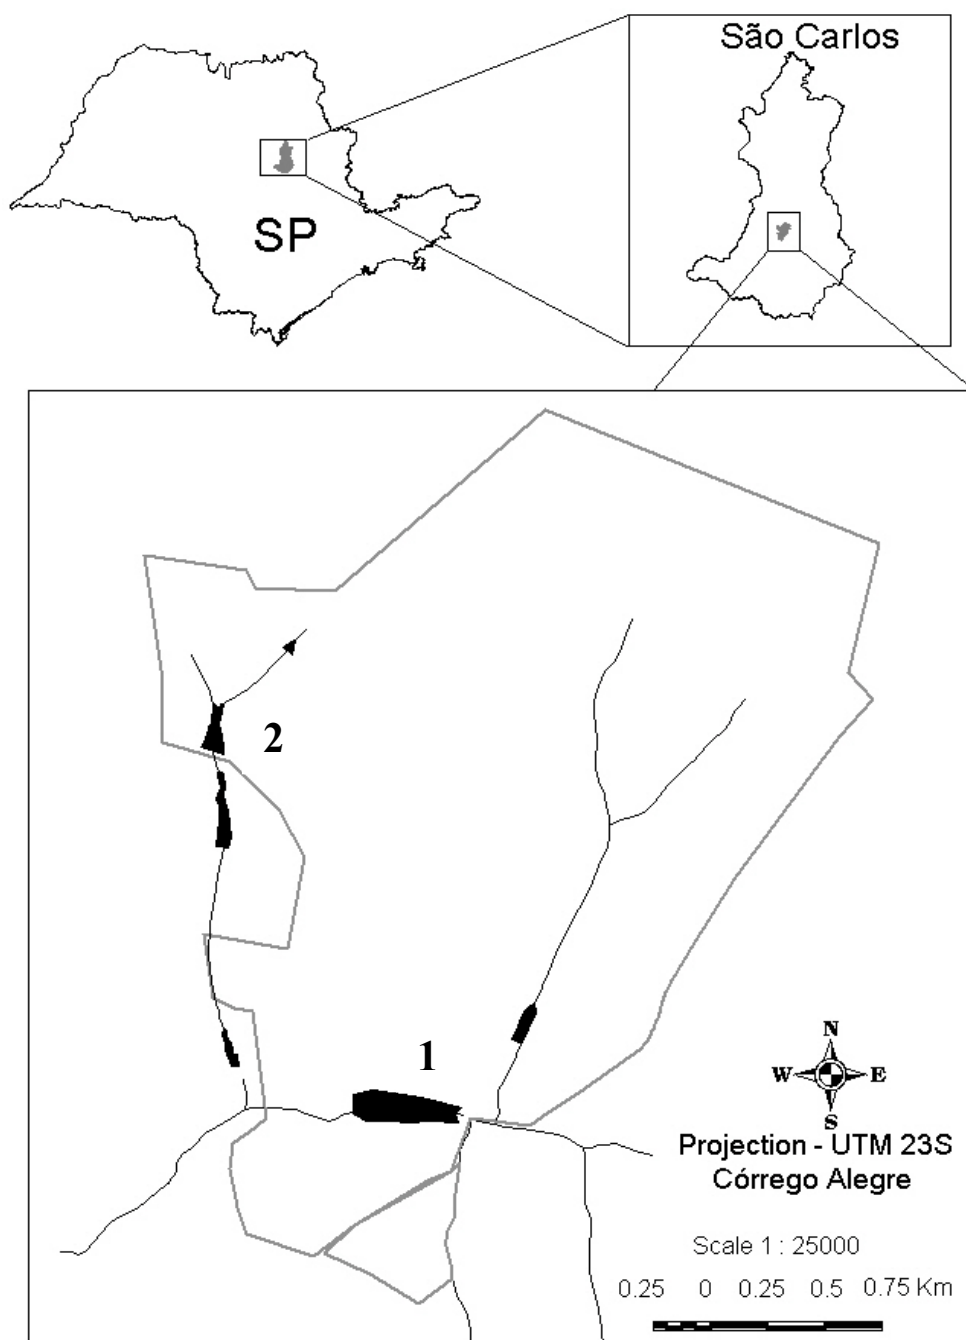 São Carlos
SP
2
1
N
W E
S
Projection - UTM 23S
Córrego Alegre
Scale 1 : 25000
0.25 0 0.25 0.5 0.75 Km